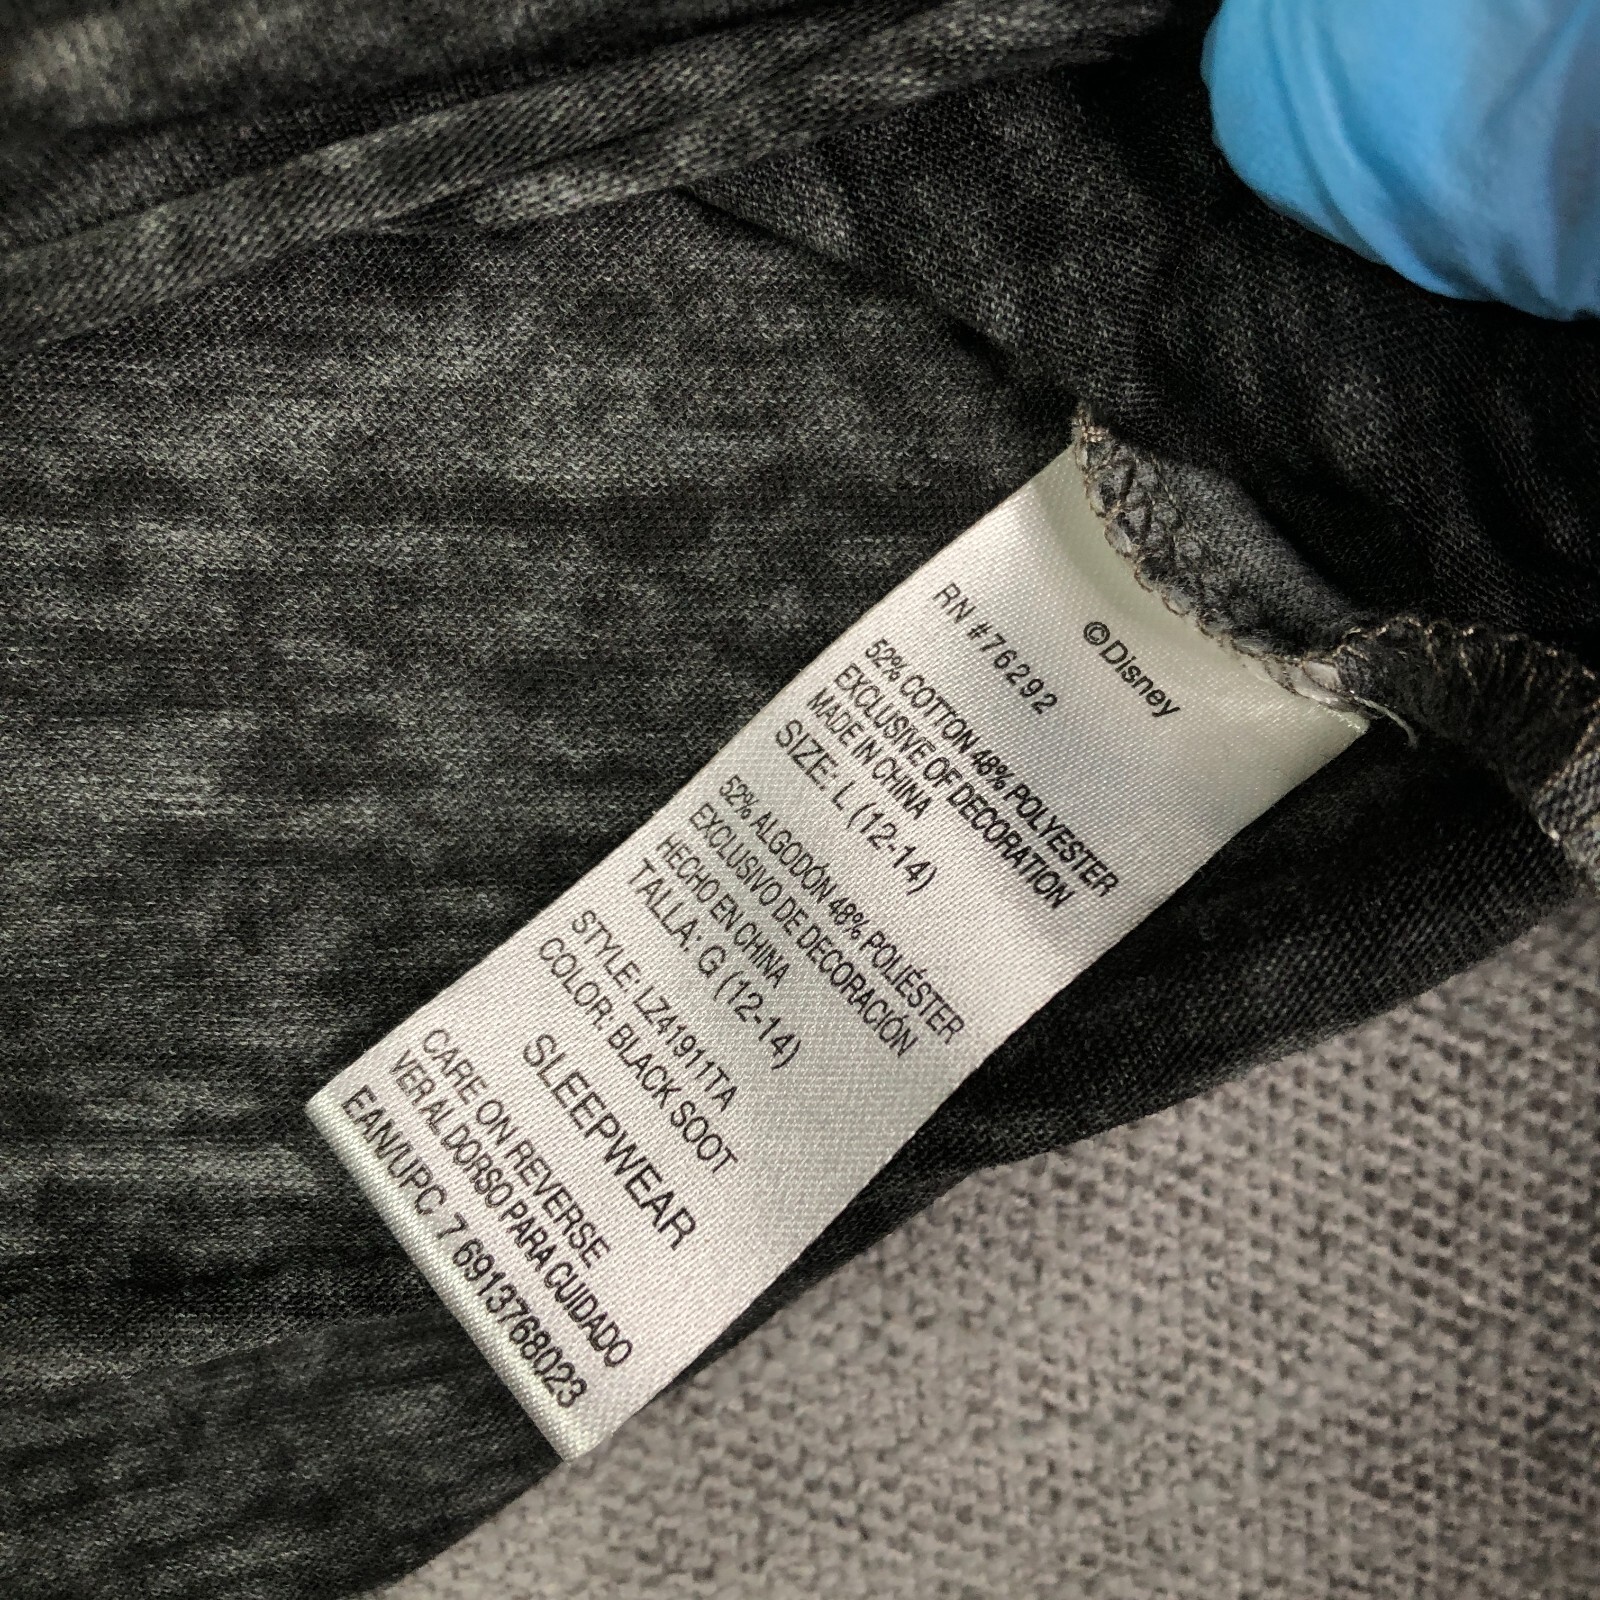 ©Disney
RN #76292
52% COTTON 48% POLYESTER
EXCLUSIVE OF DECORATION
MADE IN CHINA
SIZE: L (12-14)
52% ALGODÓN 48% POLIÉSTER
EXCLUSIVO DE DECORACIÓN
HECHO EN CHINA
TALLA: G (12-14)
STYLE: LZ41911TA
COLOR: BLACK SOOT
SLEEPWEAR
CARE ON REVERSE
VER AL DORSO PARA CUIDADO
EAN/UPC 7 6913768023